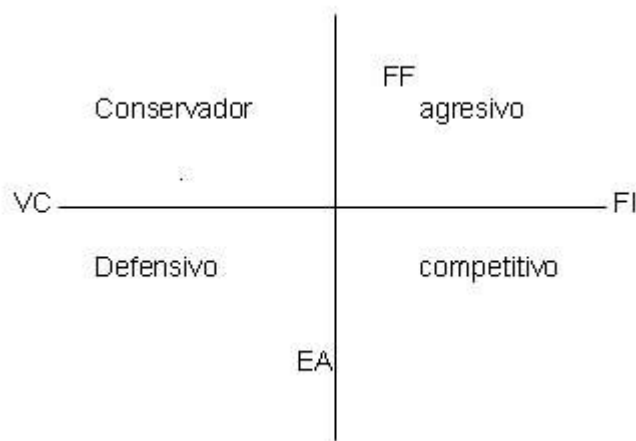 FF
Conservador agresivo
VC FI
Defensivo competitivo
EA